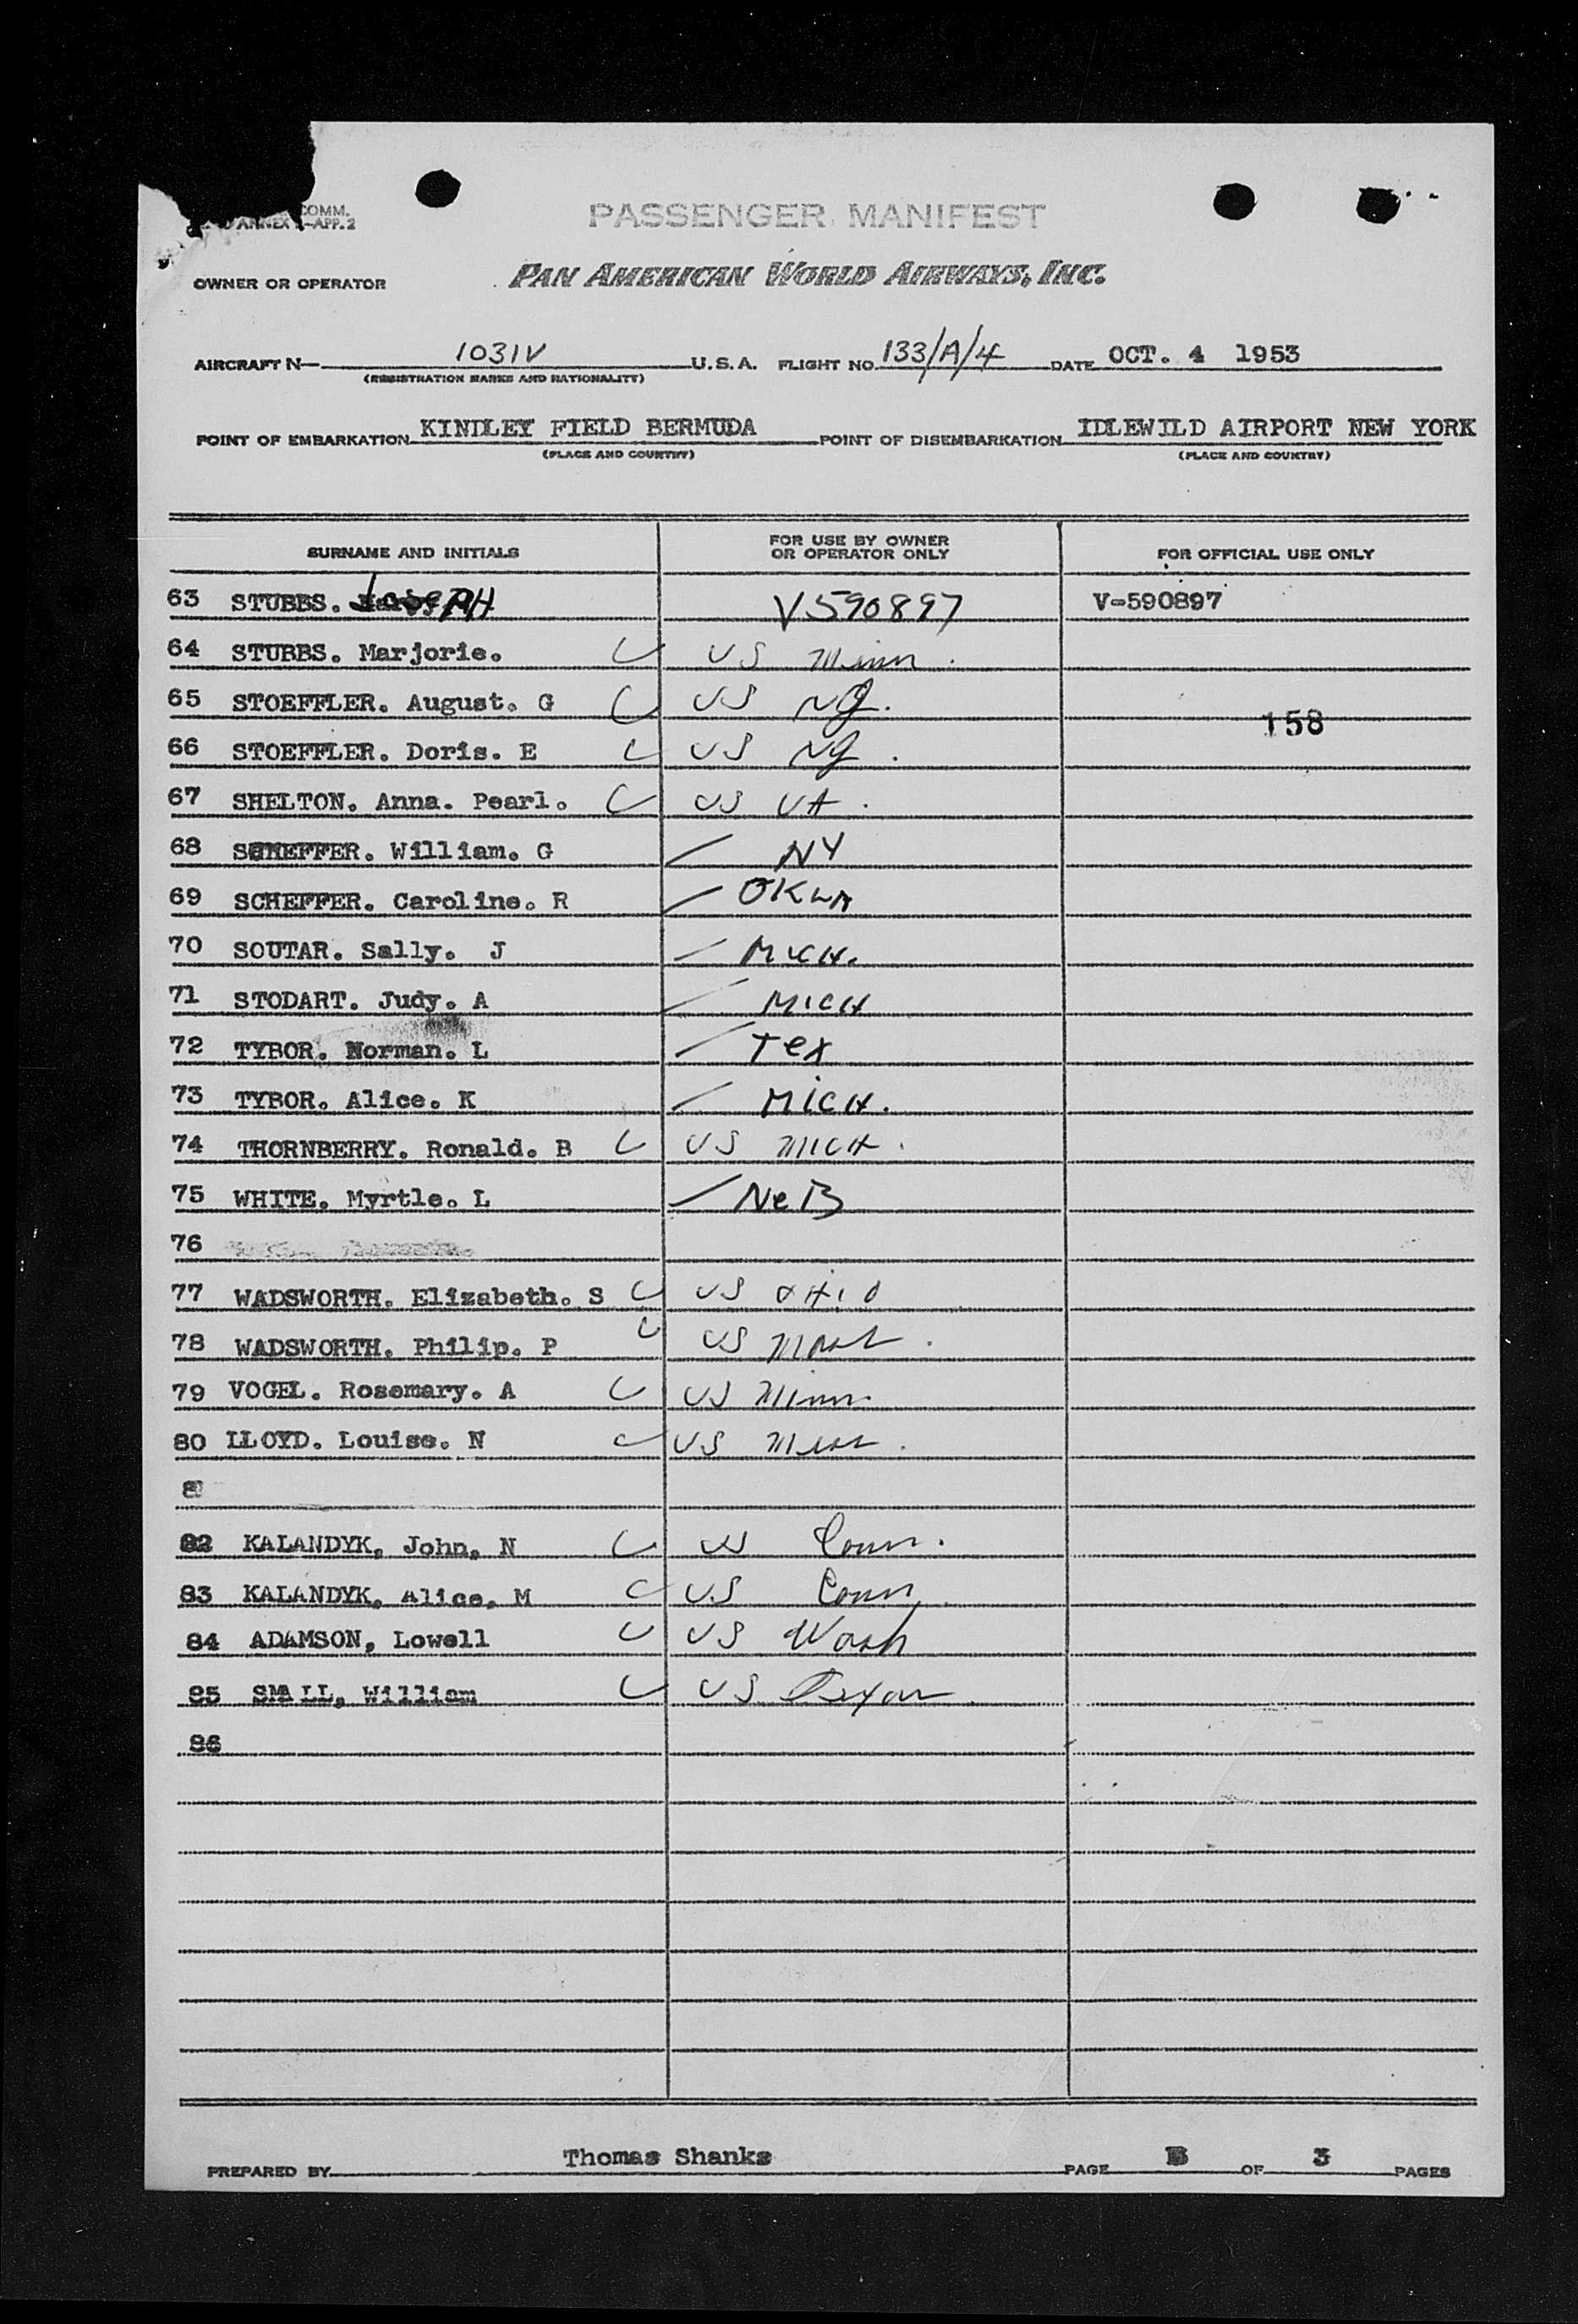 COMM.
ANNEX -APP.2
PASSENGER MANIFEST
OWNER OR OPERATOR PAN AMERICAN WORLD AIRWAYS, INC.
AIRCRAFT N— 1031V U.S.A. FLIGHT NO. 133/A/4 DATE OCT. 4 1953
(REGISTRATION MARKS AND NATIONALITY)
POINT OF EMBARKATION KINDLEY FIELD BERMUDA POINT OF DISEMBARKATION IDLEWILD AIRPORT NEW YORK
(PLACE AND COUNTRY) (PLACE AND COUNTRY)
SURNAME AND INITIALS FOR USE BY OWNER OR OPERATOR ONLY FOR OFFICIAL USE ONLY
63 STUBBS. JosePH V590897 V-590897
64 STUBBS. Marjorie. US Minn.
65 STOEFFLER. August. G US NJ.
158
66 STOEFFLER. Doris. E US NJ.
67 SHELTON. Anna. Pearl. US VA.
68 SCHEFFER. William. G NY
69 SCHEFFER. Caroline. R OKLA
70 SOUTAR. Sally. J MICH.
71 STODART. Judy. A MICH
72 TYBOR. Norman. L Tex
73 TYBOR. Alice. K MICH.
74 THORNBERRY. Ronald. B US MICH.
75 WHITE. Myrtle. L NeB
76
77 WADSWORTH. Elizabeth. S US OHIO
78 WADSWORTH. Philip. P US
79 VOGEL. Rosemary. A US Minn.
80 LLOYD. Louise. N US
82 KALANDYK, John, N US Conn.
83 KALANDYK, Alice, M US Conn.
84 ADAMSON, Lowell US Wash
85 SMALL, William US
86
PREPARED BY Thomas Shanks PAGE OF 3 PAGES